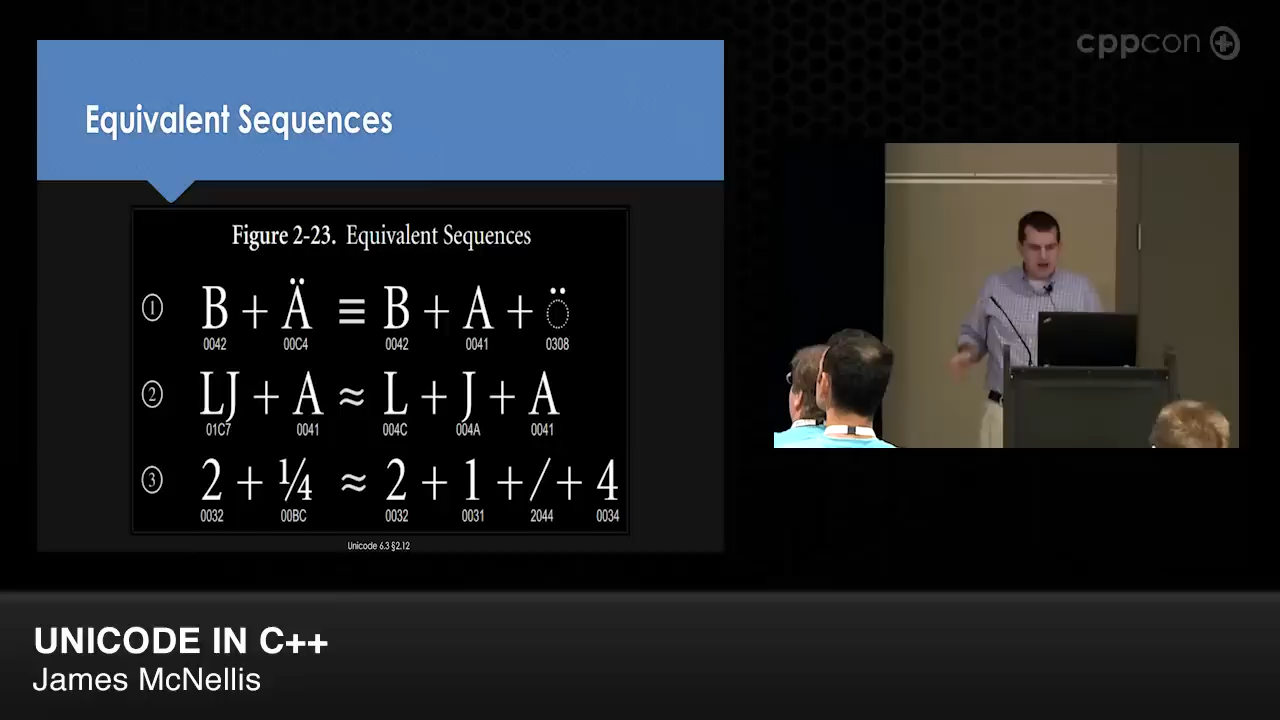 cppcon
Equivalent Sequences
Figure 2-23. Equivalent Sequences
① B + Ä ≡ B + A + ◌̈
0042 00C4 0042 0041 0308
② Ǉ + A ≈ L + J + A
01C7 0041 004C 004A 0041
③ 2 + ¼ ≈ 2 + 1 + ⁄ + 4
0032 00BC 0032 0031 2044 0034
Unicode 6.3 §2.12
UNICODE IN C++
James McNellis